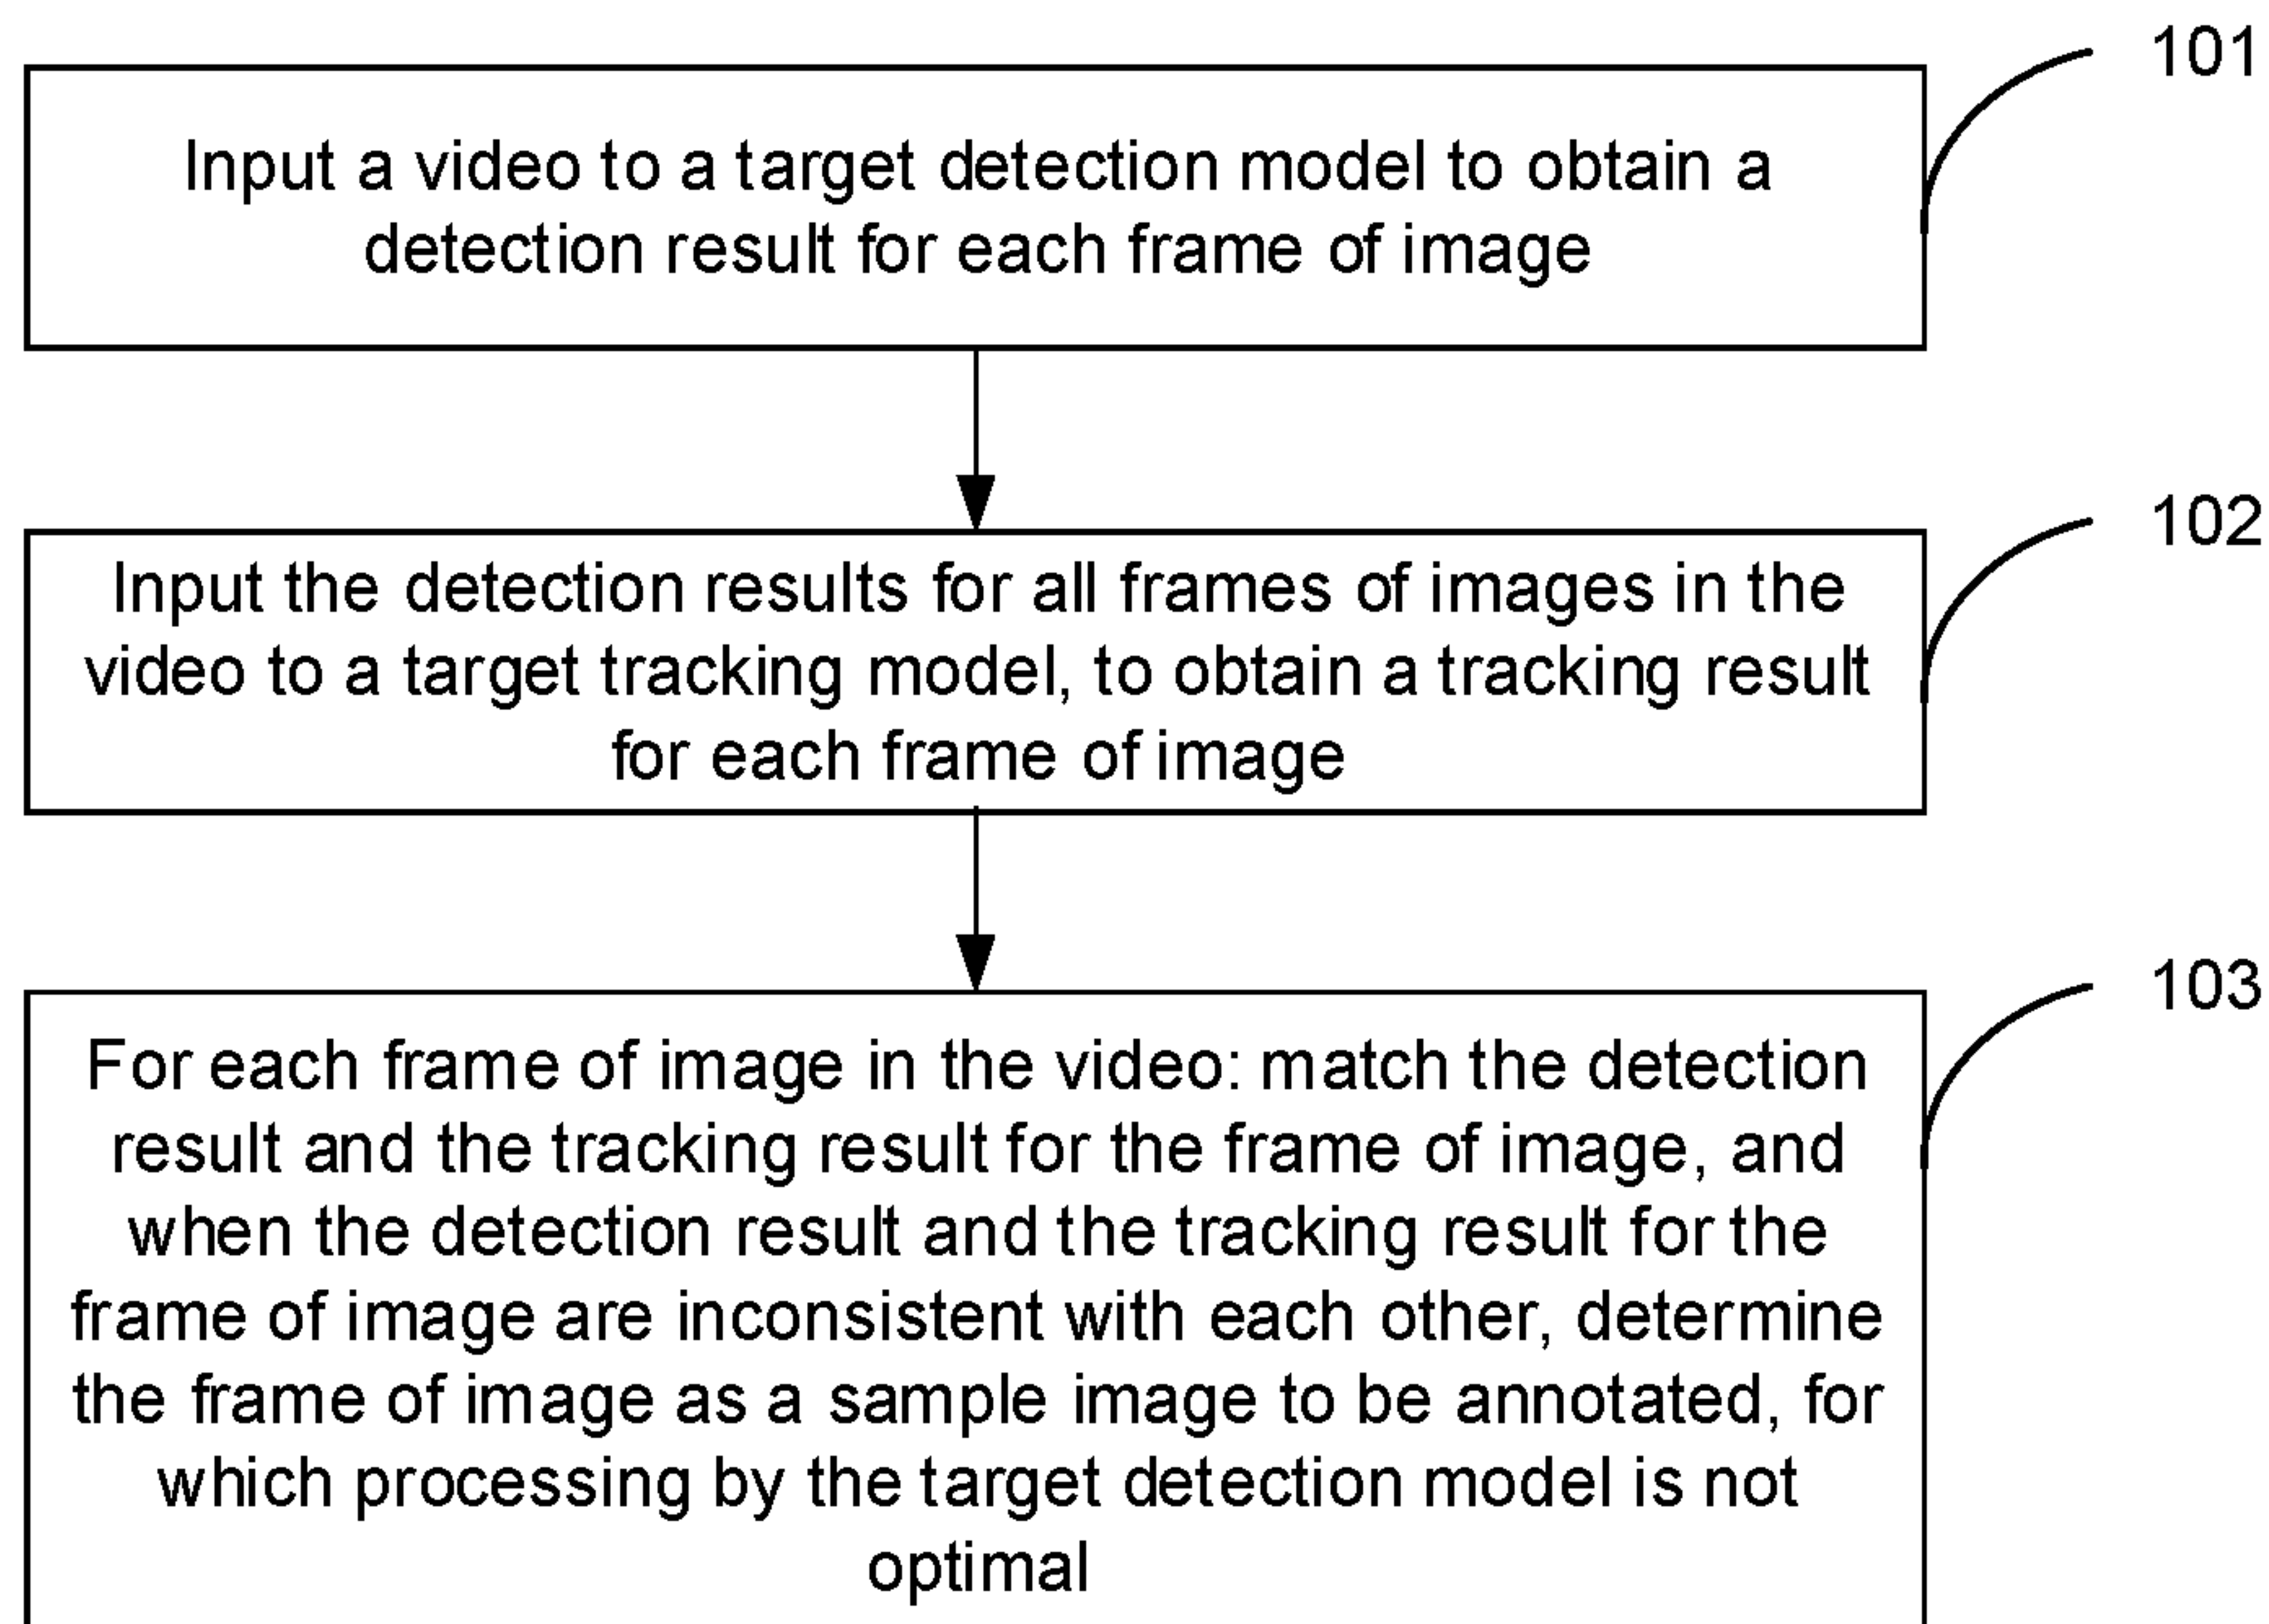 101
Input a video to a target detection model to obtain a
detection result for each frame of image
102
Input the detection results for all frames of images in the
video to a target tracking model, to obtain a tracking result
for each frame of image
103
For each frame of image in the video: match the detection
result and the tracking result for the frame of image, and
when the detection result and the tracking result for the
frame of image are inconsistent with each other, determine
the frame of image as a sample image to be annotated, for
which processing by the target detection model is not
optimal